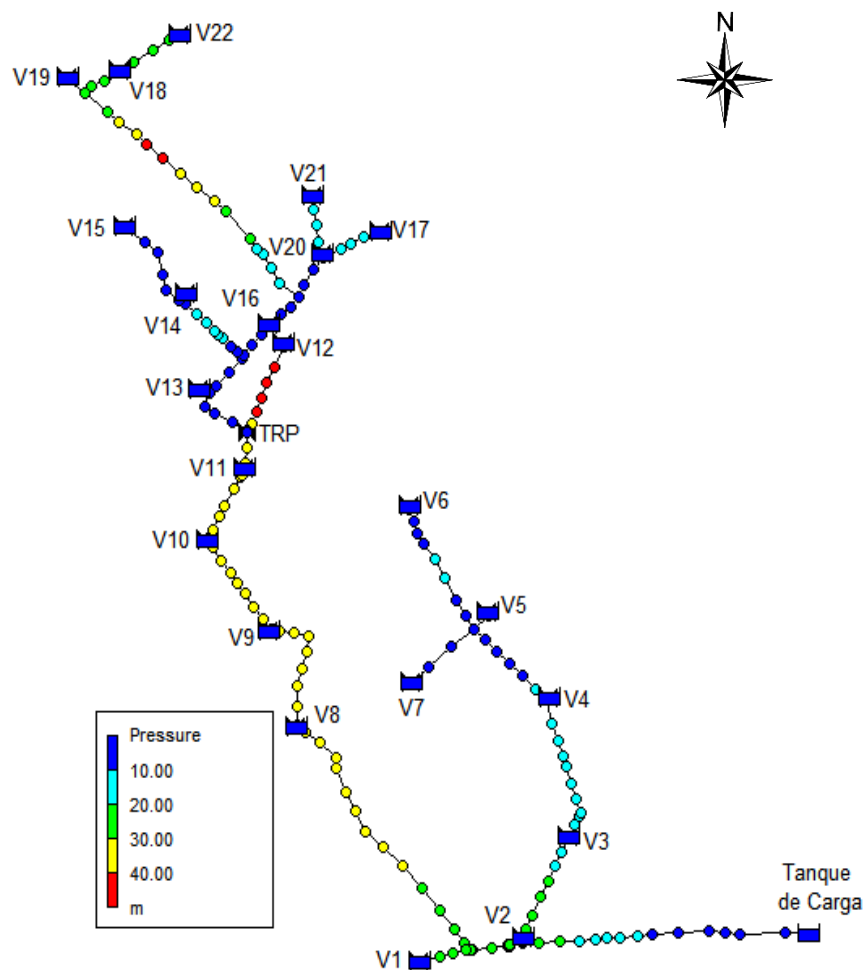 N
V22
V19
V18
V21
V15
V17
V20
V16
V14
V12
V13
TRP
V11
V6
V10
V5
V9
V4
V7
V8
Pressure
10.00
20.00
30.00
40.00
m
V3
Tanque
de Carga
V2
V1